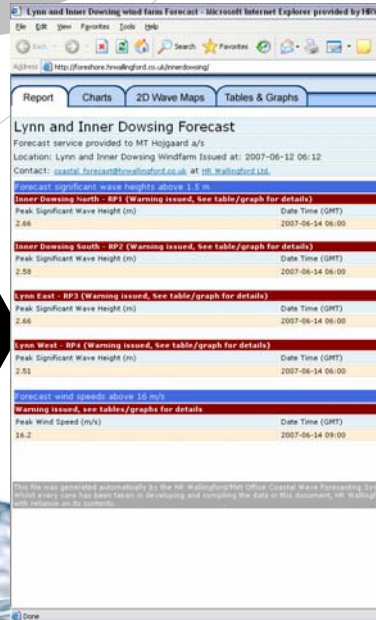 Lynn and Inner Dowsing wind farm Forecast - Microsoft Internet Explorer provided by HR
File Edit View Favorites Tools Help
Back Search Favorites
Address http://foreshore.hrwallingford.co.uk/innerdowsing/
Report Charts 2D Wave Maps Tables & Graphs
Lynn and Inner Dowsing Forecast
Forecast service provided to MT Hojgaard a/s
Location: Lynn and Inner Dowsing Windfarm Issued at: 2007-06-12 06:12
Contact: coastal_forecast@hrwallingford.co.uk at HR Wallingford Ltd.
Forecast significant wave heights above 1.5 m
Inner Dowsing North - RP1 (Warning issued, See table/graph for details)
Peak Significant Wave Height (m) Date Time (GMT)
2.66 2007-06-14 06:00
Inner Dowsing South - RP2 (Warning issued, See table/graph for details)
Peak Significant Wave Height (m) Date Time (GMT)
2.58 2007-06-14 06:00
Lynn East - RP3 (Warning issued, See table/graph for details)
Peak Significant Wave Height (m) Date Time (GMT)
2.66 2007-06-14 06:00
Lynn West - RP4 (Warning issued, See table/graph for details)
Peak Significant Wave Height (m) Date Time (GMT)
2.51 2007-06-14 06:00
Forecast wind speeds above 16 m/s
Warning issued, see tables/graphs for details
Peak Wind Speed (m/s) Date Time (GMT)
16.2 2007-06-14 09:00
This file was generated automatically by the HR Wallingford/Met Office Coastal Wave Forecasting Sy
Whilst every care has been taken in developing and compiling the data in this document, HR Wallingf
with reliance on its contents.
Done